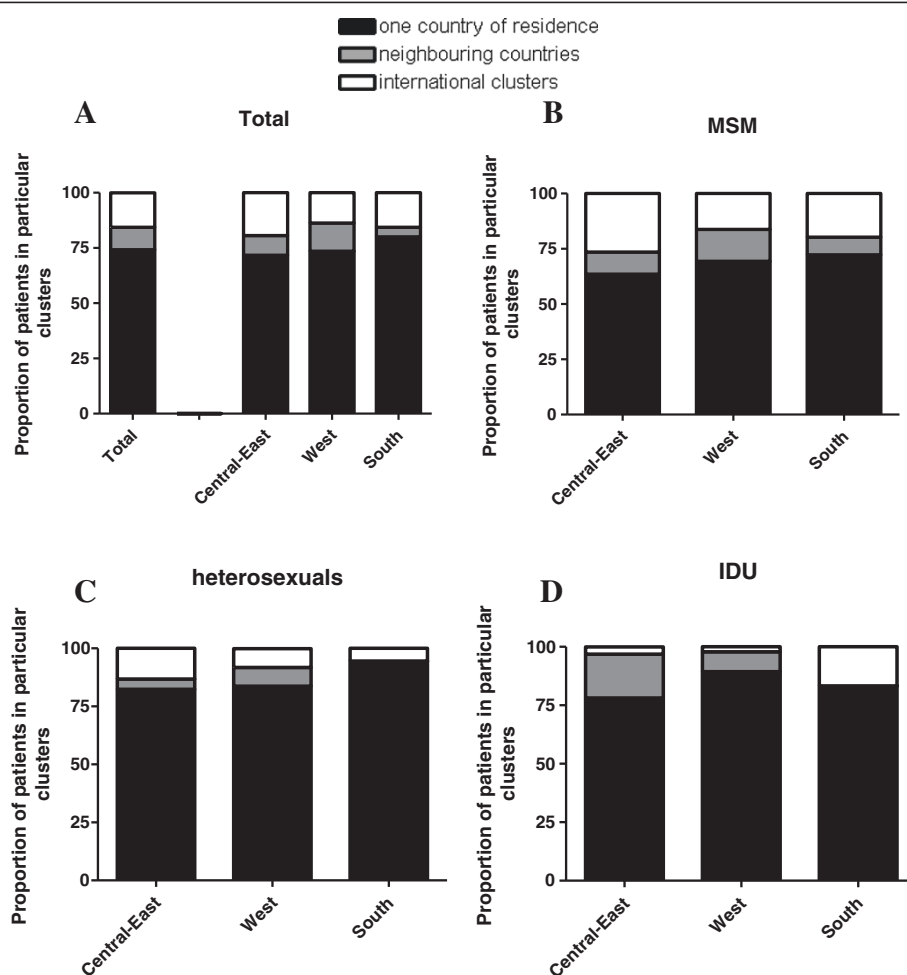 one country of residence
neighbouring countries
international clusters
A
Total
Proportion of patients in particular
clusters
100
75
50
25
0
Total
Central-East
West
South
B
MSM
Proportion of patients in particular
clusters
100
75
50
25
0
Central-East
West
South
C
heterosexuals
Proportion of patients in particular
clusters
100
75
50
25
0
Central-East
West
South
D
IDU
Proportion of patients in particular
clusters
100
75
50
25
0
Central-East
West
South